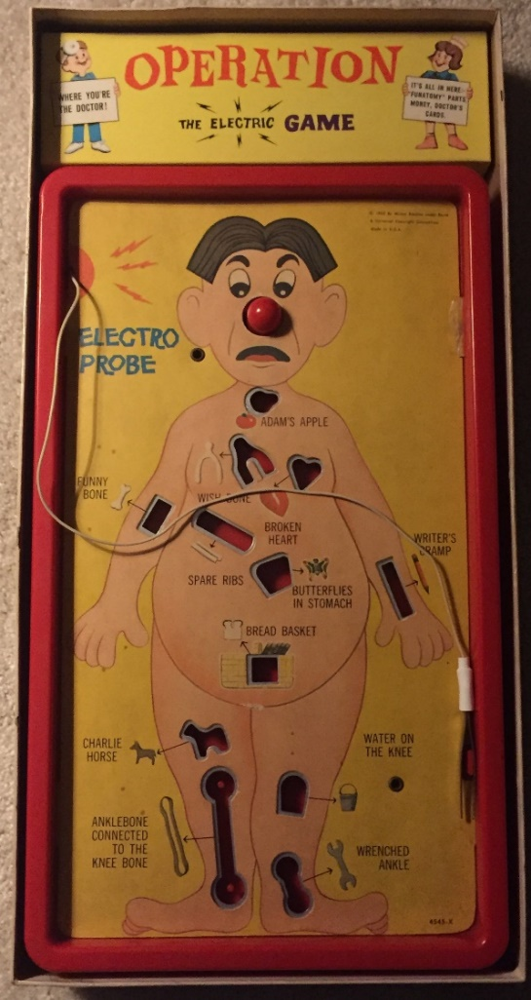 OPERATION
THE ELECTRIC GAME
WHERE YOU'RE
THE DOCTOR!
IT'S ALL IN HERE
"FUNATOMY" PARTS
MONEY, DOCTOR'S
CARDS.
ELECTRO
PROBE
ADAM'S APPLE
WISH BONE
FUNNY
BONE
BROKEN
HEART
WRITER'S
CRAMP
SPARE RIBS
BUTTERFLIES
IN STOMACH
BREAD BASKET
CHARLIE
HORSE
WATER ON
THE KNEE
ANKLEBONE
CONNECTED
TO THE
KNEE BONE
WRENCHED
ANKLE
4545-X